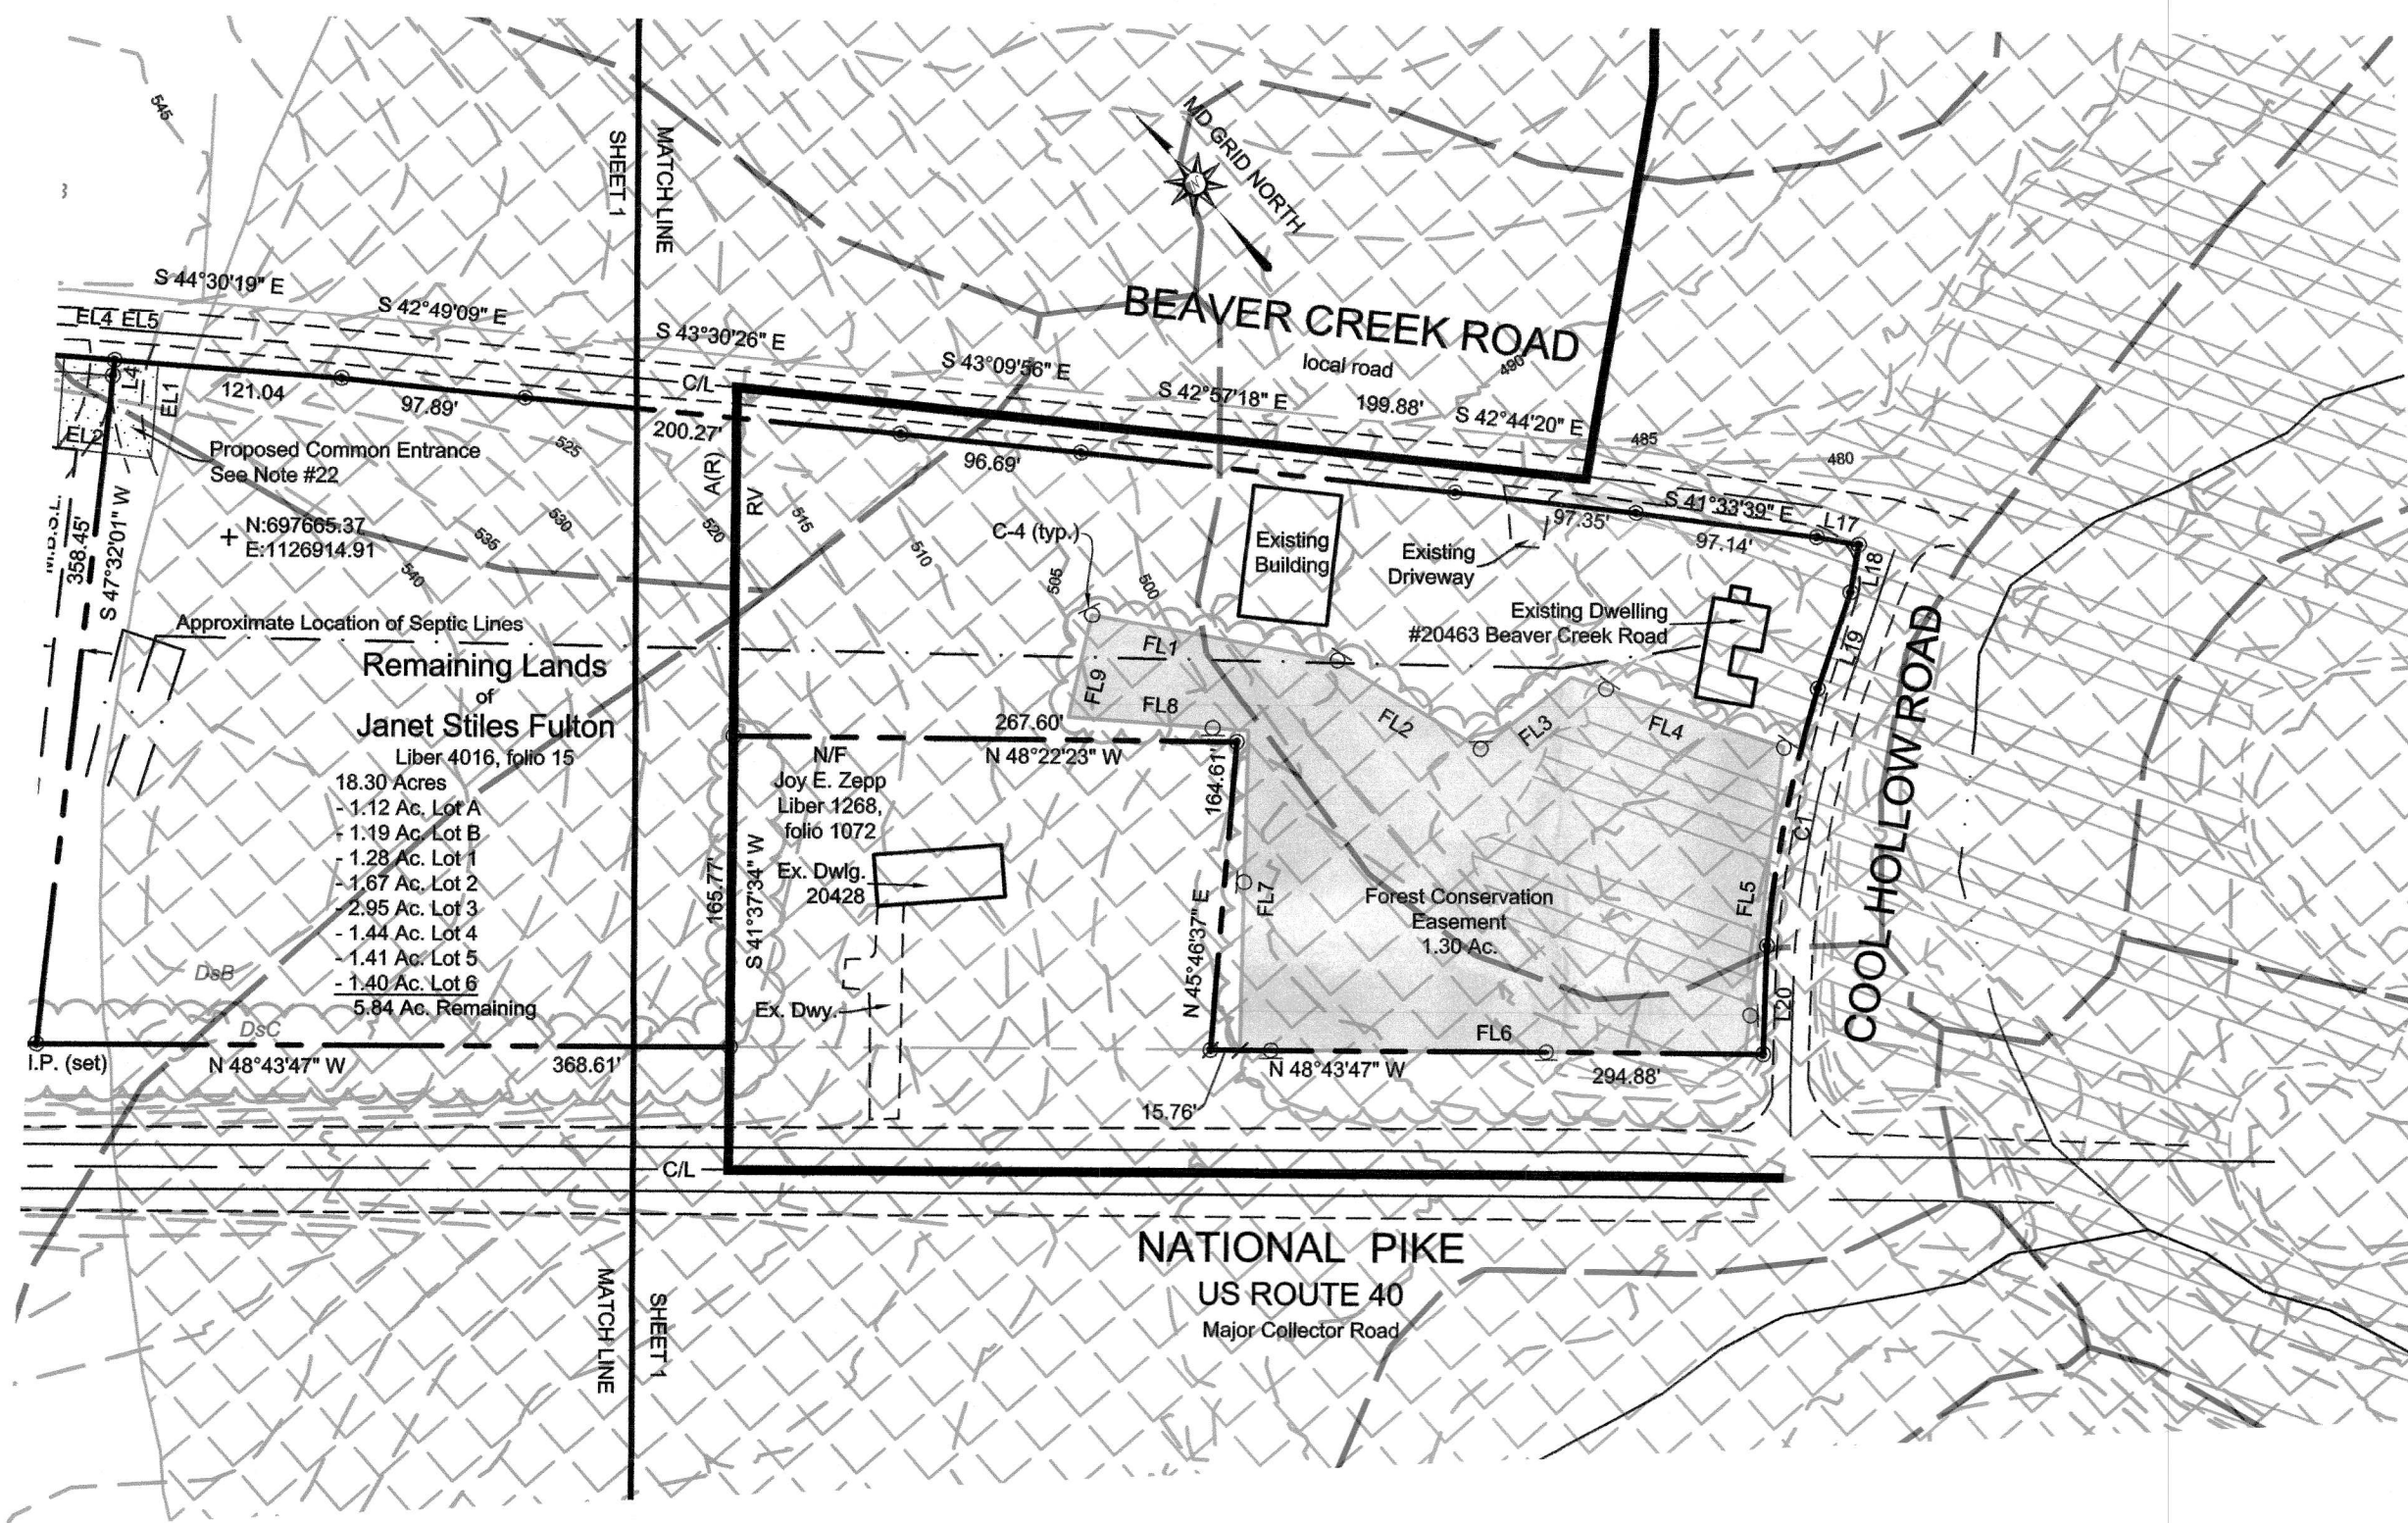 545
MATCH LINE
SHEET 1
MD GRID NORTH
N
BEAVER CREEK ROAD
local road
490
S 44°30'19" E
S 42°49'09" E
S 43°30'26" E
S 43°09'56" E
S 42°57'18" E
199.88'
S 42°44'20" E
485
480
EL4 EL5
L4
EL1
EL2
121.04
97.89'
C/L
200.27'
96.69'
97.35'
S 41°33'39" E
97.14'
L17
L18
L19
Proposed Common Entrance
See Note #22
N:697665.37
E:1126914.91
525
530
535
540
520
515
510
505
500
A(R)
RV
M.B.S.L.
358.45'
S 47°32'01" W
C-4 (typ.)
Existing
Building
Existing
Driveway
Existing Dwelling
#20463 Beaver Creek Road
Approximate Location of Septic Lines
Remaining Lands
of
Janet Stiles Fulton
Liber 4016, folio 15
18.30 Acres
- 1.12 Ac. Lot A
- 1.19 Ac. Lot B
- 1.28 Ac. Lot 1
- 1.67 Ac. Lot 2
- 2.95 Ac. Lot 3
- 1.44 Ac. Lot 4
- 1.41 Ac. Lot 5
- 1.40 Ac. Lot 6
5.84 Ac. Remaining
FL1
FL9
FL8
FL2
FL3
FL4
267.60'
N 48°22'23" W
164.61'
N/F
Joy E. Zepp
Liber 1268,
folio 1072
Ex. Dwlg.
20428
Ex. Dwy.
165.77'
S 41°37'34" W
N 45°46'37" E
FL7
Forest Conservation
Easement
1.30 Ac.
FL5
C1
L20
COOL HOLLOW ROAD
DsB
DsC
I.P. (set)
N 48°43'47" W
368.61'
FL6
N 48°43'47" W
294.88'
15.76'
C/L
NATIONAL PIKE
US ROUTE 40
Major Collector Road
MATCH LINE
SHEET 1